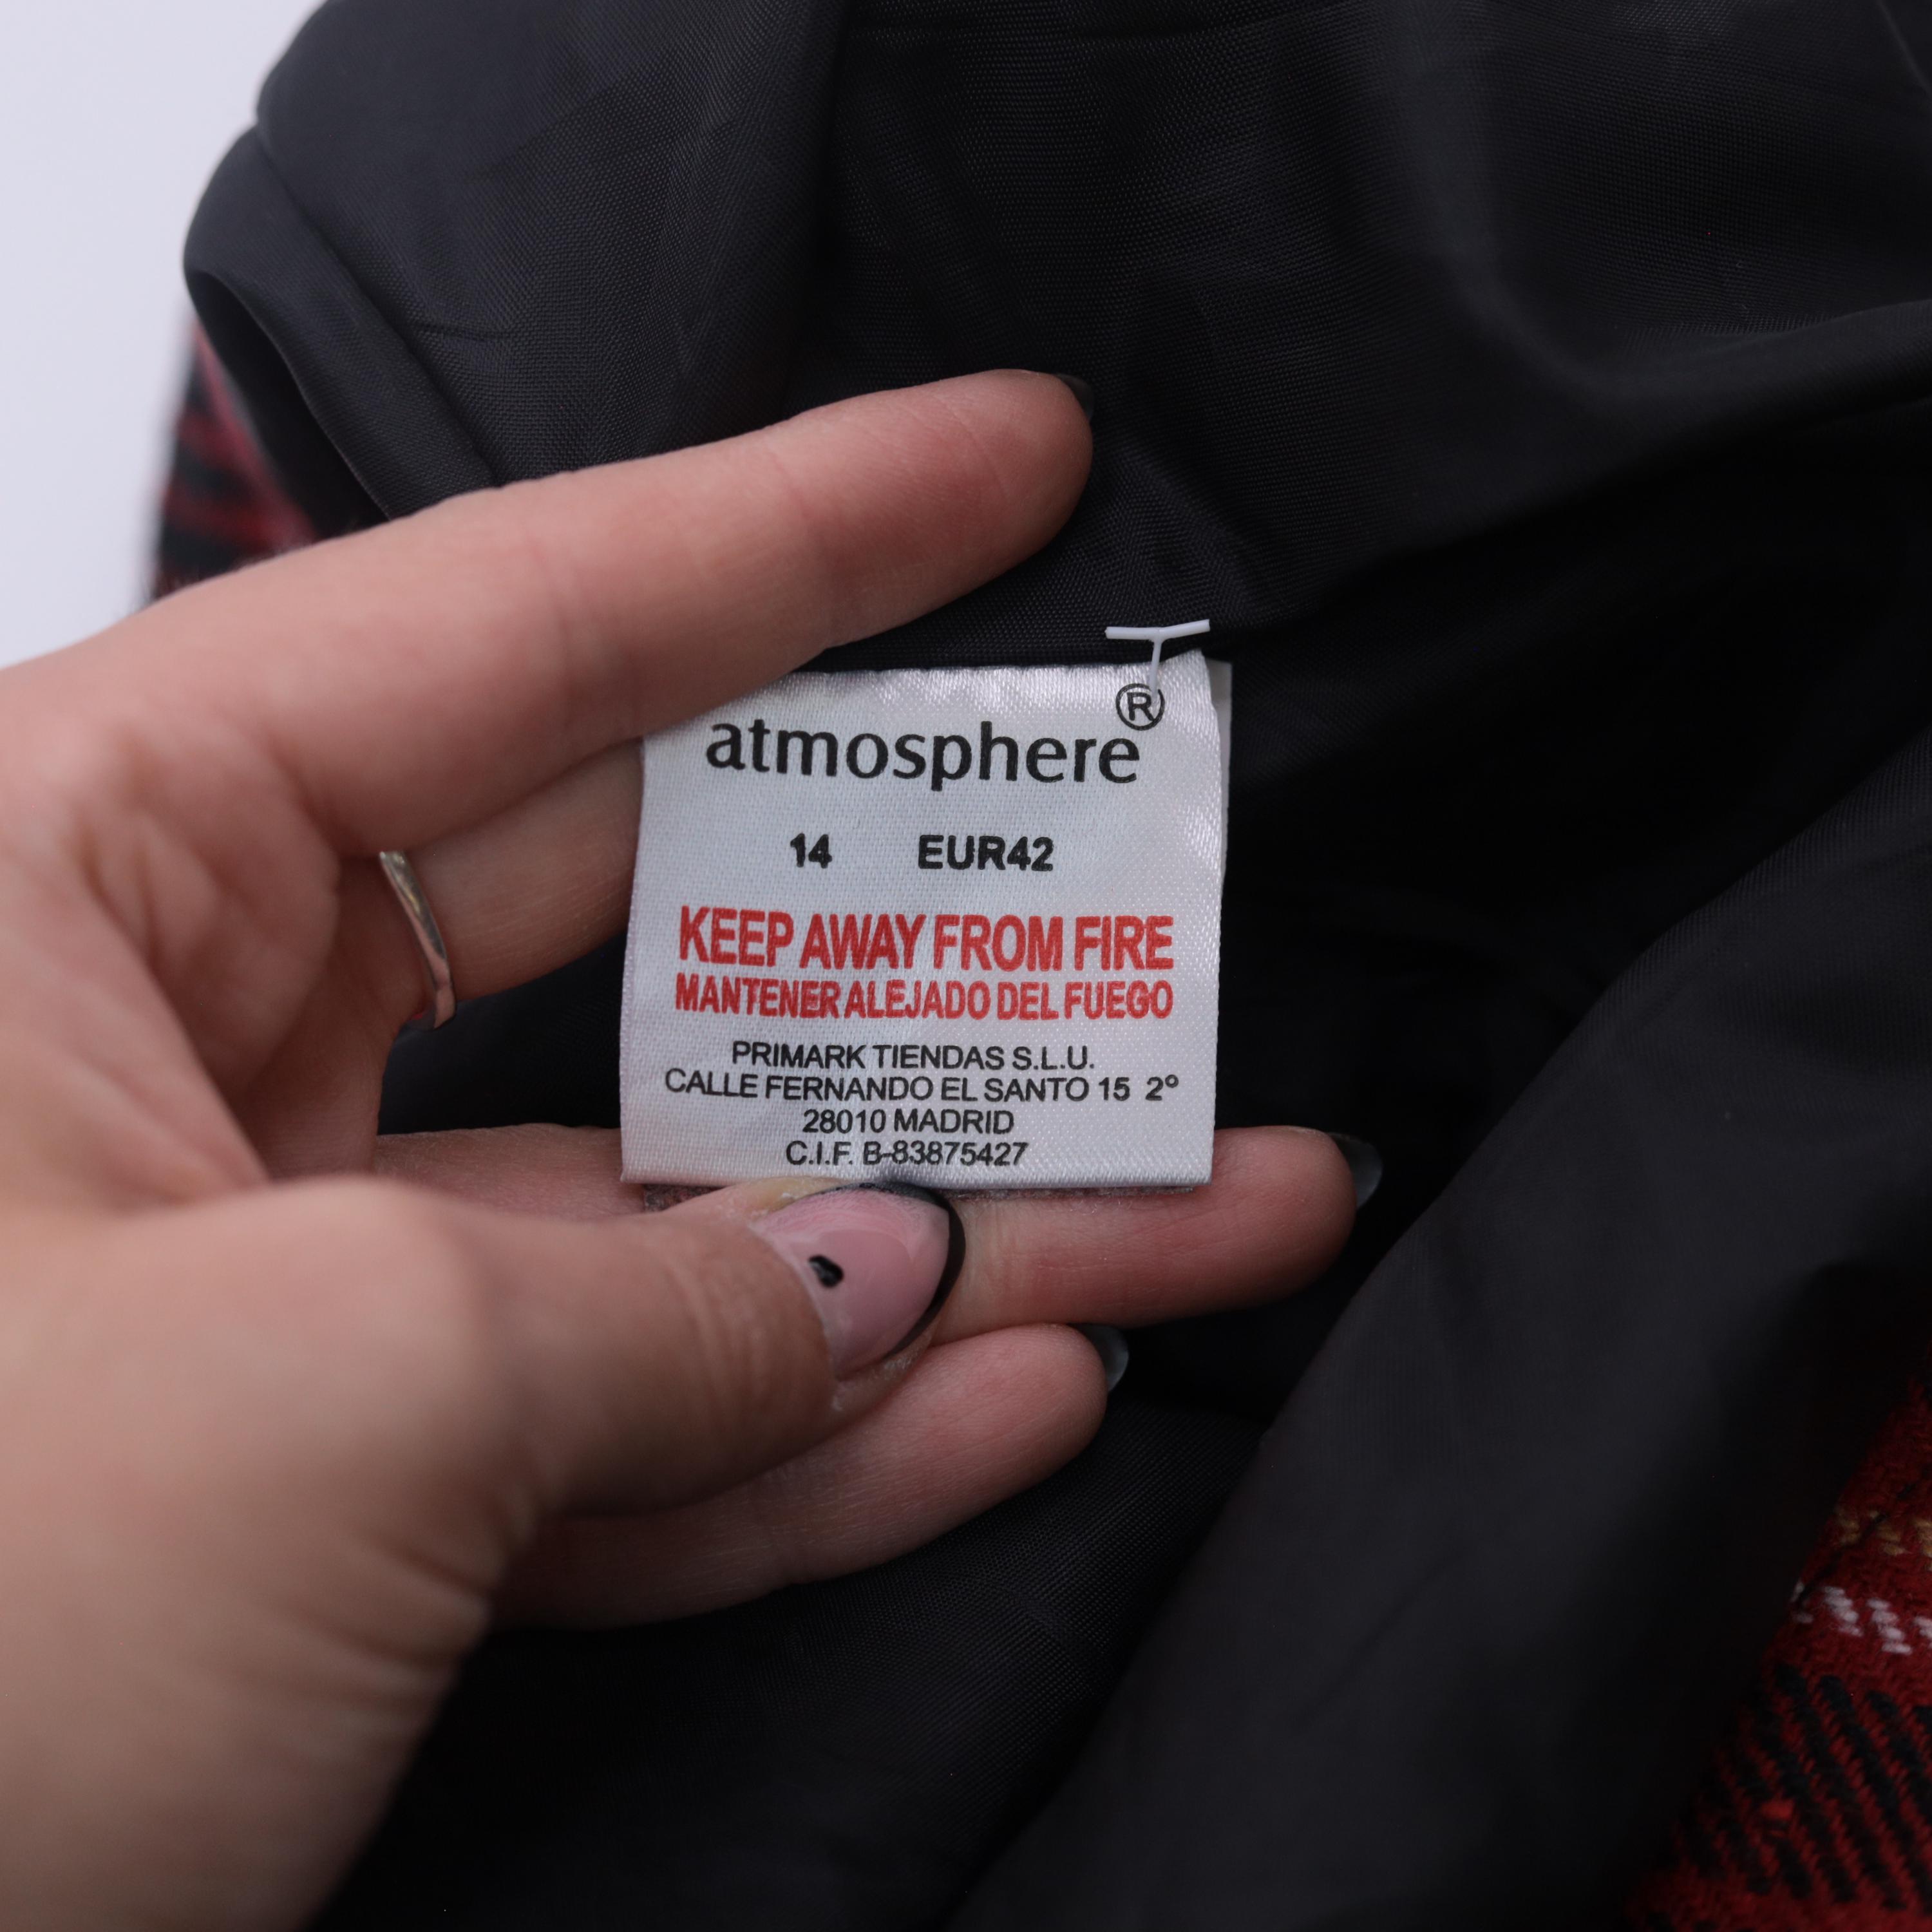 atmosphere®
14 EUR42
KEEP AWAY FROM FIRE
MANTENER ALEJADO DEL FUEGO
PRIMARK TIENDAS S.L.U.
CALLE FERNANDO EL SANTO 15 2º
28010 MADRID
C.I.F. B-83875427